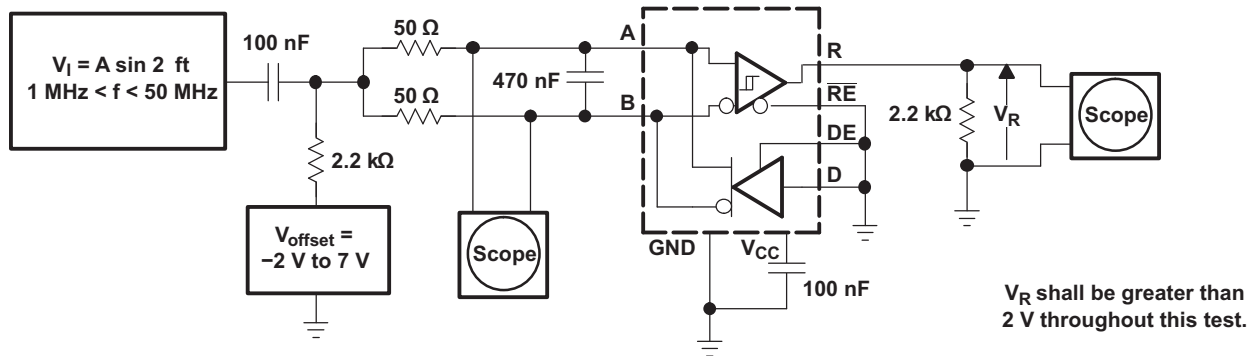 V_I = A sin 2 ft
1 MHz < f < 50 MHz
100 nF
50 Ω
50 Ω
2.2 kΩ
V_offset =
−2 V to 7 V
Scope
470 nF
A
B
GND
V_CC
100 nF
R
R̅E̅
DE
D
2.2 kΩ
V_R
Scope
V_R shall be greater than
2 V throughout this test.